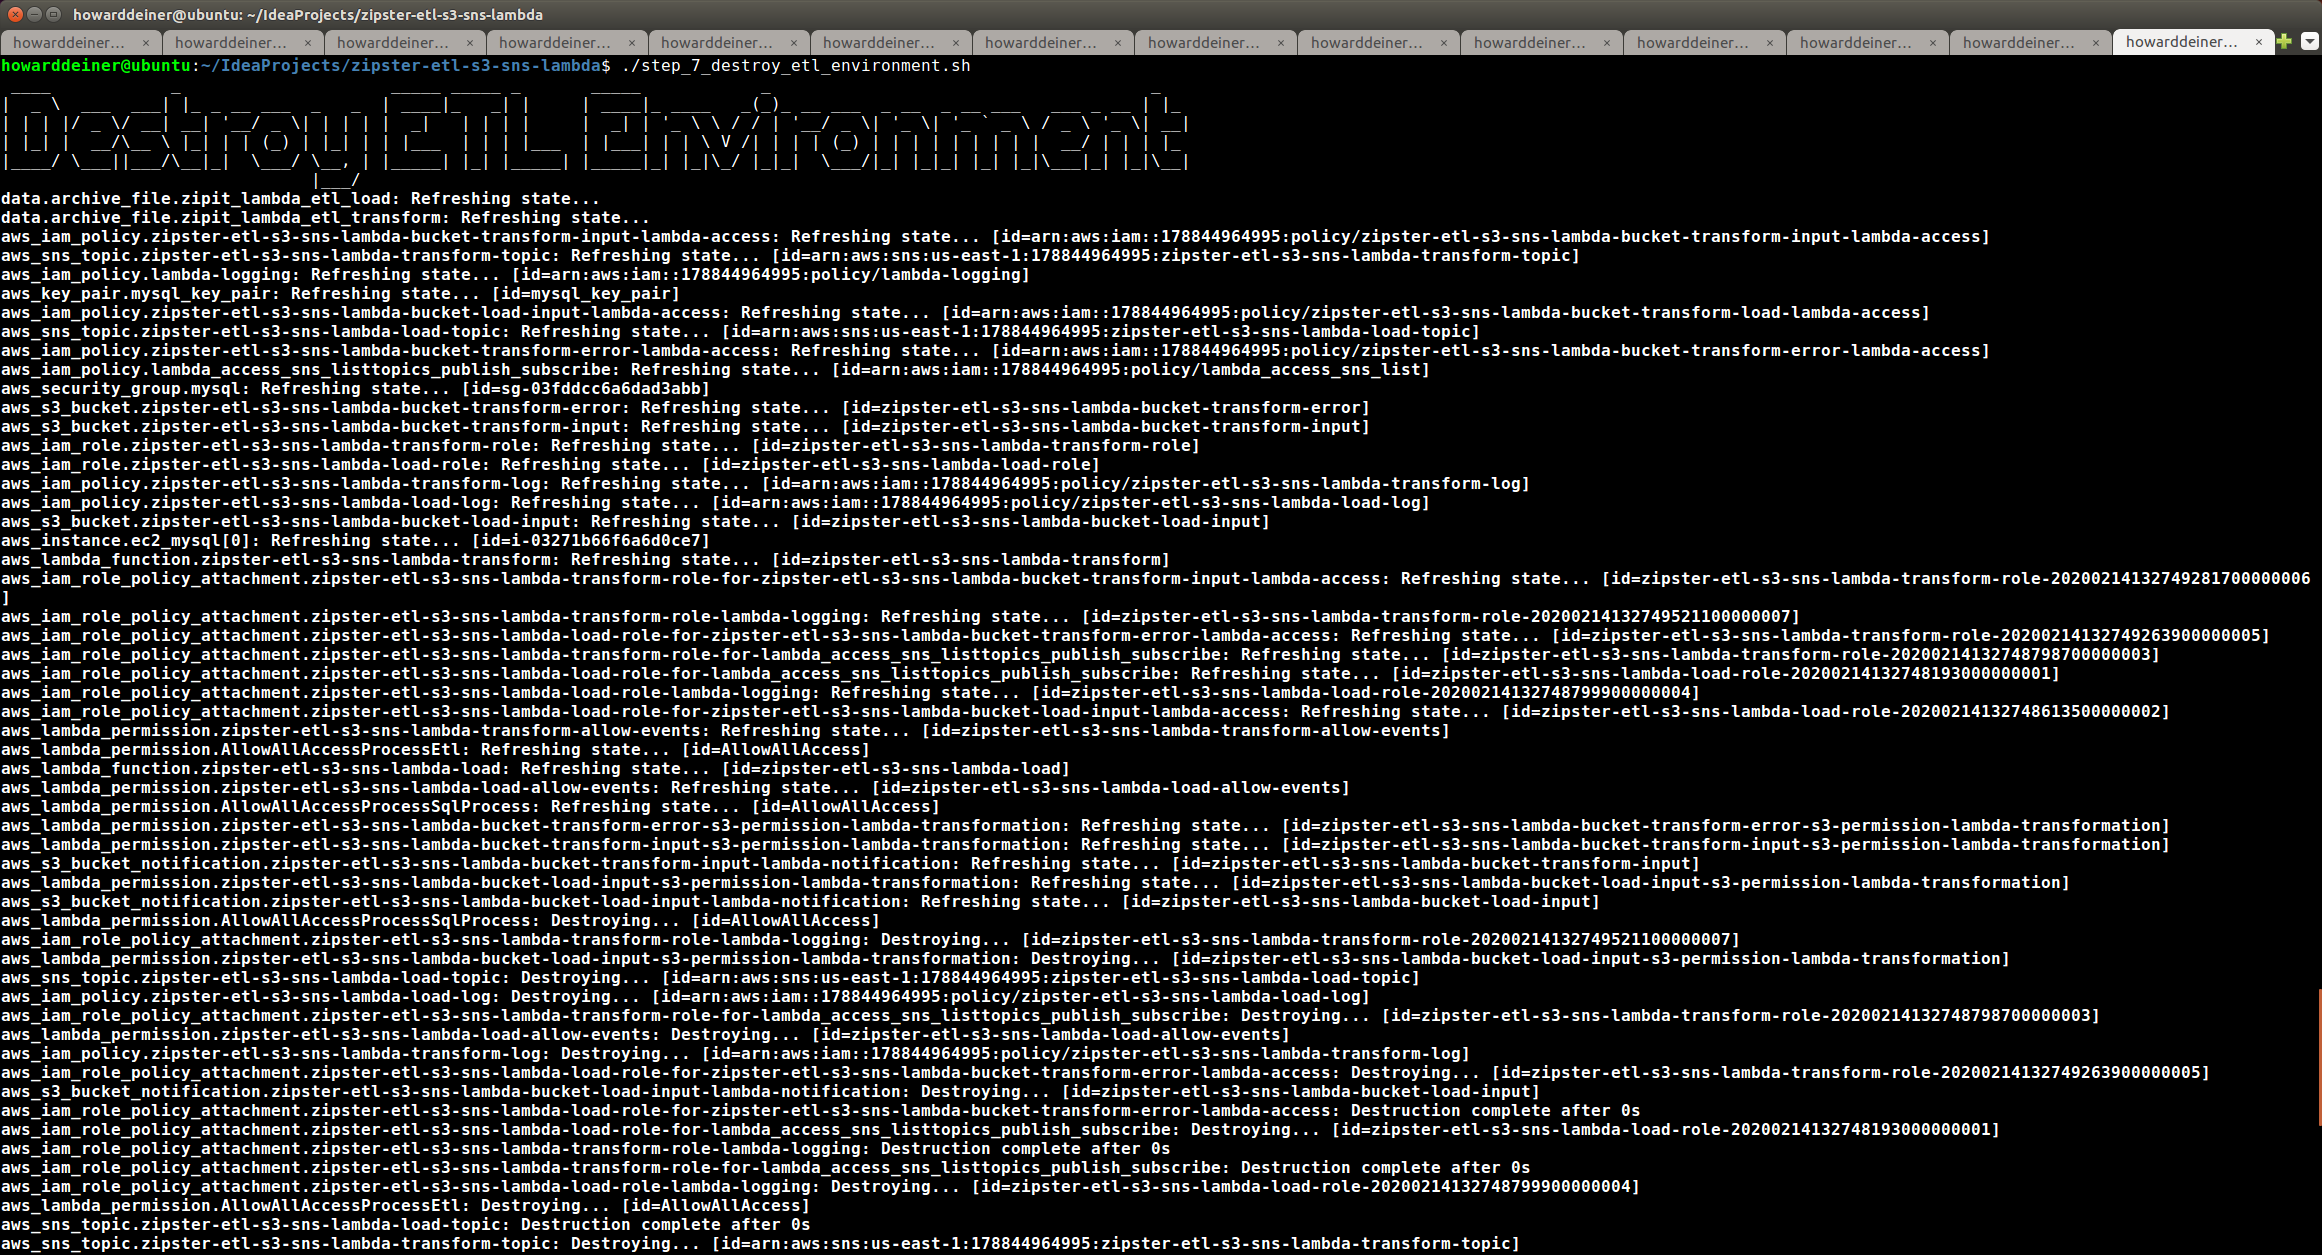 howarddeiner@ubuntu: ~/IdeaProjects/zipster-etl-s3-sns-lambda
howarddeiner... × howarddeiner... × howarddeiner... × howarddeiner... × howarddeiner... × howarddeiner... × howarddeiner... × howarddeiner... × howarddeiner... × howarddeiner... × howarddeiner... × howarddeiner... × howarddeiner... × howarddeiner... ×
howarddeiner@ubuntu:~/IdeaProjects/zipster-etl-s3-sns-lambda$ ./step_7_destroy_etl_environment.sh
Destroy ETL Environment
data.archive_file.zipit_lambda_etl_load: Refreshing state...
data.archive_file.zipit_lambda_etl_transform: Refreshing state...
aws_iam_policy.zipster-etl-s3-sns-lambda-bucket-transform-input-lambda-access: Refreshing state... [id=arn:aws:iam::178844964995:policy/zipster-etl-s3-sns-lambda-bucket-transform-input-lambda-access]
aws_sns_topic.zipster-etl-s3-sns-lambda-transform-topic: Refreshing state... [id=arn:aws:sns:us-east-1:178844964995:zipster-etl-s3-sns-lambda-transform-topic]
aws_iam_policy.lambda-logging: Refreshing state... [id=arn:aws:iam::178844964995:policy/lambda-logging]
aws_key_pair.mysql_key_pair: Refreshing state... [id=mysql_key_pair]
aws_iam_policy.zipster-etl-s3-sns-lambda-bucket-load-input-lambda-access: Refreshing state... [id=arn:aws:iam::178844964995:policy/zipster-etl-s3-sns-lambda-bucket-transform-load-lambda-access]
aws_sns_topic.zipster-etl-s3-sns-lambda-load-topic: Refreshing state... [id=arn:aws:sns:us-east-1:178844964995:zipster-etl-s3-sns-lambda-load-topic]
aws_iam_policy.zipster-etl-s3-sns-lambda-bucket-transform-error-lambda-access: Refreshing state... [id=arn:aws:iam::178844964995:policy/zipster-etl-s3-sns-lambda-bucket-transform-error-lambda-access]
aws_iam_policy.lambda_access_sns_listtopics_publish_subscribe: Refreshing state... [id=arn:aws:iam::178844964995:policy/lambda_access_sns_list]
aws_security_group.mysql: Refreshing state... [id=sg-03fddcc6a6dad3abb]
aws_s3_bucket.zipster-etl-s3-sns-lambda-bucket-transform-error: Refreshing state... [id=zipster-etl-s3-sns-lambda-bucket-transform-error]
aws_s3_bucket.zipster-etl-s3-sns-lambda-bucket-transform-input: Refreshing state... [id=zipster-etl-s3-sns-lambda-bucket-transform-input]
aws_iam_role.zipster-etl-s3-sns-lambda-transform-role: Refreshing state... [id=zipster-etl-s3-sns-lambda-transform-role]
aws_iam_role.zipster-etl-s3-sns-lambda-load-role: Refreshing state... [id=zipster-etl-s3-sns-lambda-load-role]
aws_iam_policy.zipster-etl-s3-sns-lambda-transform-log: Refreshing state... [id=arn:aws:iam::178844964995:policy/zipster-etl-s3-sns-lambda-transform-log]
aws_iam_policy.zipster-etl-s3-sns-lambda-load-log: Refreshing state... [id=arn:aws:iam::178844964995:policy/zipster-etl-s3-sns-lambda-load-log]
aws_s3_bucket.zipster-etl-s3-sns-lambda-bucket-load-input: Refreshing state... [id=zipster-etl-s3-sns-lambda-bucket-load-input]
aws_instance.ec2_mysql[0]: Refreshing state... [id=i-03271b66f6a6d0ce7]
aws_lambda_function.zipster-etl-s3-sns-lambda-transform: Refreshing state... [id=zipster-etl-s3-sns-lambda-transform]
aws_iam_role_policy_attachment.zipster-etl-s3-sns-lambda-transform-role-for-zipster-etl-s3-sns-lambda-bucket-transform-input-lambda-access: Refreshing state... [id=zipster-etl-s3-sns-lambda-transform-role-20200214132749281700000006
]
aws_iam_role_policy_attachment.zipster-etl-s3-sns-lambda-transform-role-lambda-logging: Refreshing state... [id=zipster-etl-s3-sns-lambda-transform-role-20200214132749521100000007]
aws_iam_role_policy_attachment.zipster-etl-s3-sns-lambda-load-role-for-zipster-etl-s3-sns-lambda-bucket-transform-error-lambda-access: Refreshing state... [id=zipster-etl-s3-sns-lambda-transform-role-20200214132749263900000005]
aws_iam_role_policy_attachment.zipster-etl-s3-sns-lambda-transform-role-for-lambda_access_sns_listtopics_publish_subscribe: Refreshing state... [id=zipster-etl-s3-sns-lambda-transform-role-20200214132748798700000003]
aws_iam_role_policy_attachment.zipster-etl-s3-sns-lambda-load-role-for-lambda_access_sns_listtopics_publish_subscribe: Refreshing state... [id=zipster-etl-s3-sns-lambda-load-role-20200214132748193000000001]
aws_iam_role_policy_attachment.zipster-etl-s3-sns-lambda-load-role-lambda-logging: Refreshing state... [id=zipster-etl-s3-sns-lambda-load-role-20200214132748799900000004]
aws_iam_role_policy_attachment.zipster-etl-s3-sns-lambda-load-role-for-zipster-etl-s3-sns-lambda-bucket-load-input-lambda-access: Refreshing state... [id=zipster-etl-s3-sns-lambda-load-role-20200214132748613500000002]
aws_lambda_permission.zipster-etl-s3-sns-lambda-transform-allow-events: Refreshing state... [id=zipster-etl-s3-sns-lambda-transform-allow-events]
aws_lambda_permission.AllowAllAccessProcessEtl: Refreshing state... [id=AllowAllAccess]
aws_lambda_function.zipster-etl-s3-sns-lambda-load: Refreshing state... [id=zipster-etl-s3-sns-lambda-load]
aws_lambda_permission.zipster-etl-s3-sns-lambda-load-allow-events: Refreshing state... [id=zipster-etl-s3-sns-lambda-load-allow-events]
aws_lambda_permission.AllowAllAccessProcessSqlProcess: Refreshing state... [id=AllowAllAccess]
aws_lambda_permission.zipster-etl-s3-sns-lambda-bucket-transform-error-s3-permission-lambda-transformation: Refreshing state... [id=zipster-etl-s3-sns-lambda-bucket-transform-error-s3-permission-lambda-transformation]
aws_lambda_permission.zipster-etl-s3-sns-lambda-bucket-transform-input-s3-permission-lambda-transformation: Refreshing state... [id=zipster-etl-s3-sns-lambda-bucket-transform-input-s3-permission-lambda-transformation]
aws_s3_bucket_notification.zipster-etl-s3-sns-lambda-bucket-transform-input-lambda-notification: Refreshing state... [id=zipster-etl-s3-sns-lambda-bucket-transform-input]
aws_lambda_permission.zipster-etl-s3-sns-lambda-bucket-load-input-s3-permission-lambda-transformation: Refreshing state... [id=zipster-etl-s3-sns-lambda-bucket-load-input-s3-permission-lambda-transformation]
aws_s3_bucket_notification.zipster-etl-s3-sns-lambda-bucket-load-input-lambda-notification: Refreshing state... [id=zipster-etl-s3-sns-lambda-bucket-load-input]
aws_lambda_permission.AllowAllAccessProcessSqlProcess: Destroying... [id=AllowAllAccess]
aws_iam_role_policy_attachment.zipster-etl-s3-sns-lambda-transform-role-lambda-logging: Destroying... [id=zipster-etl-s3-sns-lambda-transform-role-20200214132749521100000007]
aws_lambda_permission.zipster-etl-s3-sns-lambda-bucket-load-input-s3-permission-lambda-transformation: Destroying... [id=zipster-etl-s3-sns-lambda-bucket-load-input-s3-permission-lambda-transformation]
aws_sns_topic.zipster-etl-s3-sns-lambda-load-topic: Destroying... [id=arn:aws:sns:us-east-1:178844964995:zipster-etl-s3-sns-lambda-load-topic]
aws_iam_policy.zipster-etl-s3-sns-lambda-load-log: Destroying... [id=arn:aws:iam::178844964995:policy/zipster-etl-s3-sns-lambda-load-log]
aws_iam_role_policy_attachment.zipster-etl-s3-sns-lambda-transform-role-for-lambda_access_sns_listtopics_publish_subscribe: Destroying... [id=zipster-etl-s3-sns-lambda-transform-role-20200214132748798700000003]
aws_lambda_permission.zipster-etl-s3-sns-lambda-load-allow-events: Destroying... [id=zipster-etl-s3-sns-lambda-load-allow-events]
aws_iam_policy.zipster-etl-s3-sns-lambda-transform-log: Destroying... [id=arn:aws:iam::178844964995:policy/zipster-etl-s3-sns-lambda-transform-log]
aws_iam_role_policy_attachment.zipster-etl-s3-sns-lambda-load-role-for-zipster-etl-s3-sns-lambda-bucket-transform-error-lambda-access: Destroying... [id=zipster-etl-s3-sns-lambda-transform-role-20200214132749263900000005]
aws_s3_bucket_notification.zipster-etl-s3-sns-lambda-bucket-load-input-lambda-notification: Destroying... [id=zipster-etl-s3-sns-lambda-bucket-load-input]
aws_iam_role_policy_attachment.zipster-etl-s3-sns-lambda-load-role-for-zipster-etl-s3-sns-lambda-bucket-transform-error-lambda-access: Destruction complete after 0s
aws_iam_role_policy_attachment.zipster-etl-s3-sns-lambda-load-role-for-lambda_access_sns_listtopics_publish_subscribe: Destroying... [id=zipster-etl-s3-sns-lambda-load-role-20200214132748193000000001]
aws_iam_role_policy_attachment.zipster-etl-s3-sns-lambda-transform-role-lambda-logging: Destruction complete after 0s
aws_iam_role_policy_attachment.zipster-etl-s3-sns-lambda-transform-role-for-lambda_access_sns_listtopics_publish_subscribe: Destruction complete after 0s
aws_iam_role_policy_attachment.zipster-etl-s3-sns-lambda-load-role-lambda-logging: Destroying... [id=zipster-etl-s3-sns-lambda-load-role-20200214132748799900000004]
aws_lambda_permission.AllowAllAccessProcessEtl: Destroying... [id=AllowAllAccess]
aws_sns_topic.zipster-etl-s3-sns-lambda-load-topic: Destruction complete after 0s
aws_sns_topic.zipster-etl-s3-sns-lambda-transform-topic: Destroying... [id=arn:aws:sns:us-east-1:178844964995:zipster-etl-s3-sns-lambda-transform-topic]